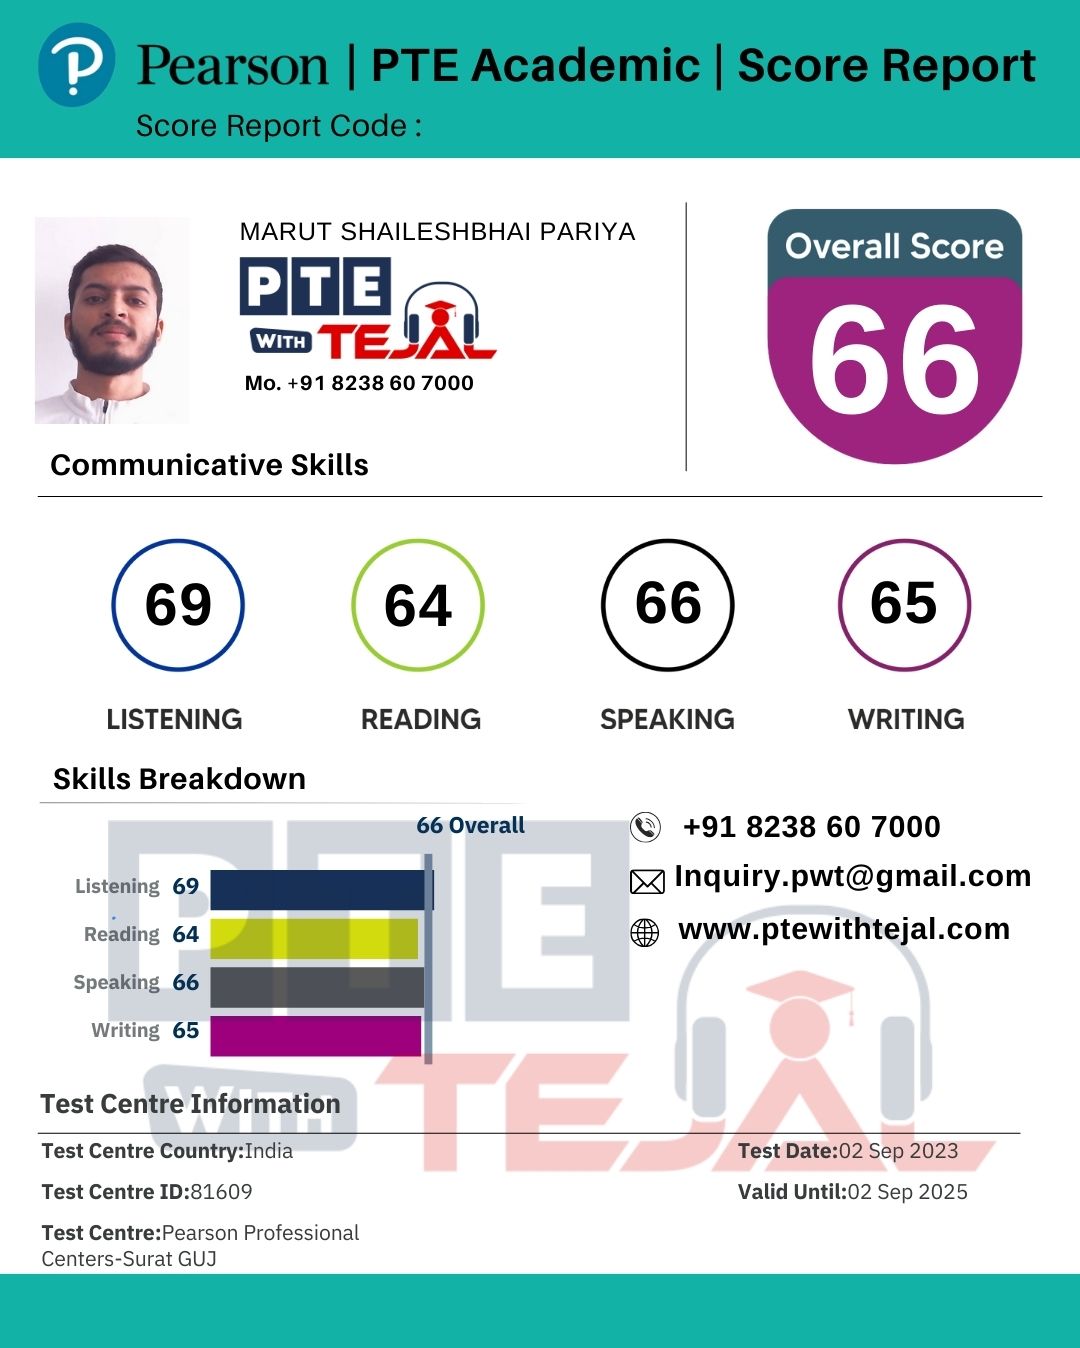 Pearson | PTE Academic | Score Report
Score Report Code :
MARUT SHAILESHBHAI PARIYA
PTE
WITH TEJAL
Mo. +91 8238 60 7000
Overall Score
66
Communicative Skills
69 64 66 65
LISTENING READING SPEAKING WRITING
Skills Breakdown
66 Overall
Listening 69
Reading 64
Speaking 66
Writing 65
+91 8238 60 7000
Inquiry.pwt@gmail.com
www.ptewithtejal.com
PTE
WITH TEJAL
Test Centre Information
Test Centre Country:India
Test Date:02 Sep 2023
Test Centre ID:81609
Valid Until:02 Sep 2025
Test Centre:Pearson Professional
Centers-Surat GUJ